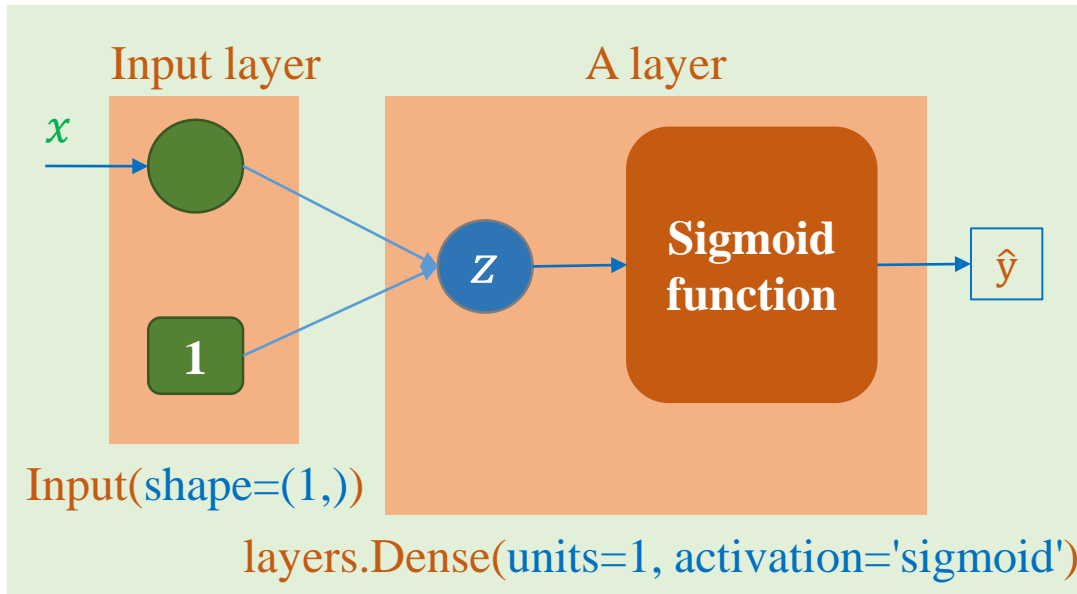 Input layer
A layer
x
1
z
Sigmoid
function
ŷ
Input(shape=(1,))
layers.Dense(units=1, activation='sigmoid')